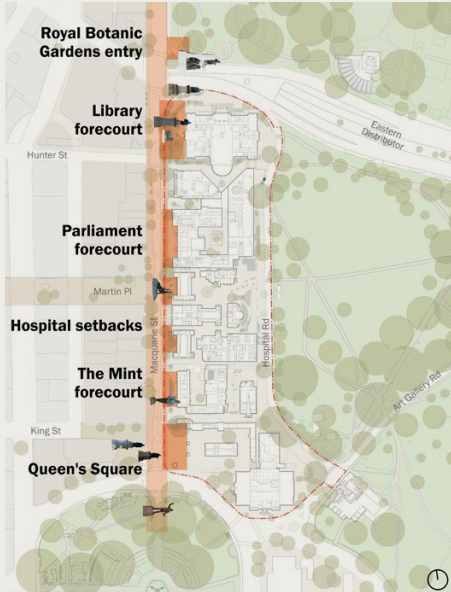 Royal Botanic
Gardens entry
Library
forecourt
Eastern
Distributor
Hunter St
Parliament
forecourt
Martin Pl
Macquarie St
Hospital setbacks
Hospital Rd
The Mint
forecourt
Art Gallery Rd
King St
Queen's Square